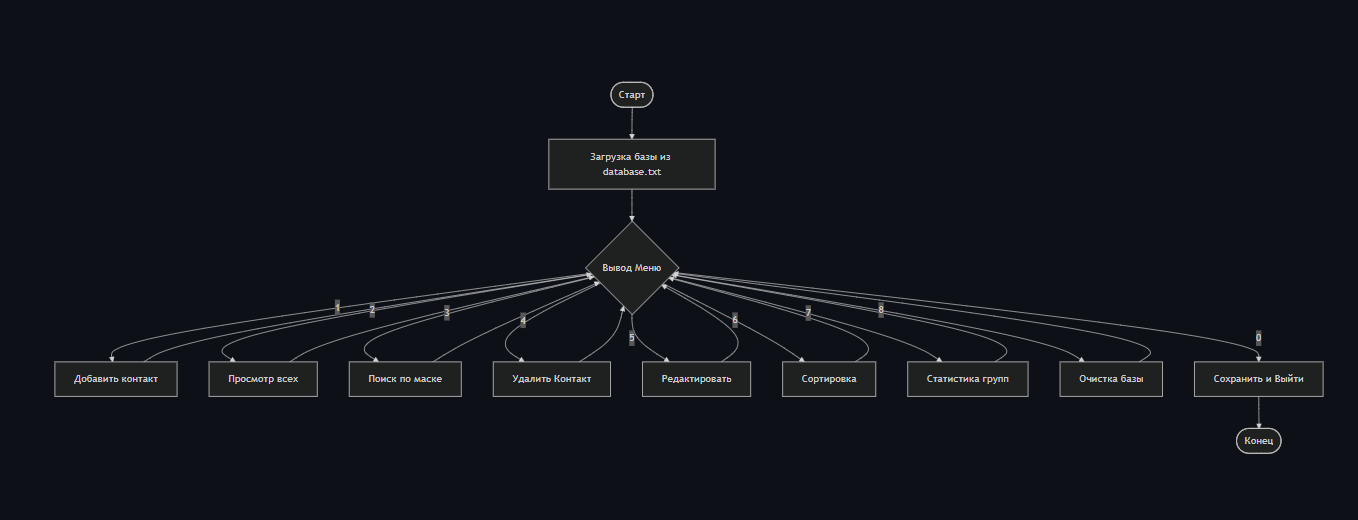 Старт
Загрузка базы из
database.txt
Вывод Меню
1
2
3
4
5
6
7
8
0
Добавить контакт
Просмотр всех
Поиск по маске
Удалить Контакт
Редактировать
Сортировка
Статистика групп
Очистка базы
Сохранить и Выйти
Конец